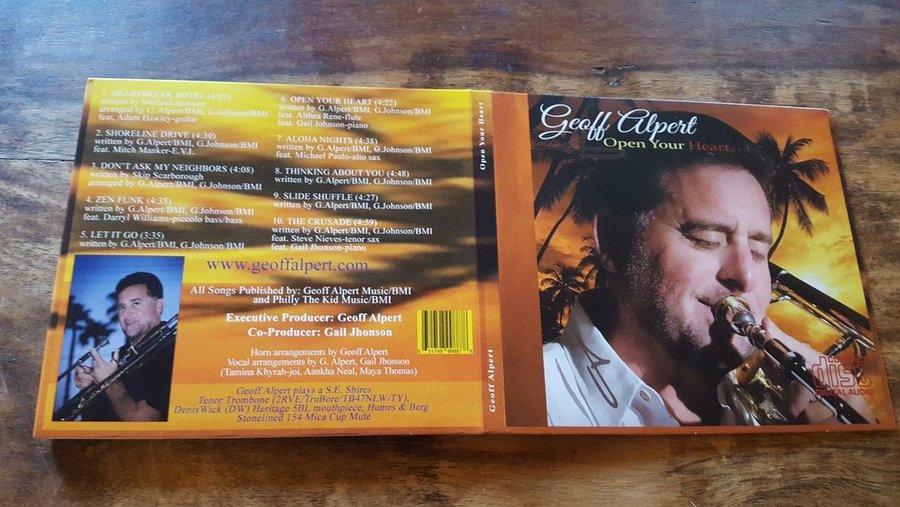 1. HEARTBREAK HOTEL (4:27)
written by Michael Jackson
arranged by G. Alpert/BMI, G.Johnson/BMI
feat, Adam Hawley-guitar
2. SHORELINE DRIVE (4:30)
written by G.Alpert/BMI, G.Johnson/BMI
feat. Mitch Manker-E.V.I.
3. DON'T ASK MY NEIGHBORS (4:08)
written by Skip Scarborough
arranged by G.Alpert/BMI, G.Johnson/BMI
4. ZEN FUNK (4:35)
written by G.Alpert/BMI, G.Johnson/BMI
feat. Darryl Williams-piccolo bass/bass
5. LET IT GO (3:35)
written by G.Alpert/BMI, G.Johnson/BMI
6. OPEN YOUR HEART (4:22)
written by G.Alpert/BMI, G.Johnson/BMI
feat. Althea Rene-flute
feat. Gail Johnson-piano
7. ALOHA NIGHTS (4:38)
written by G.Alpert/BMI, G.Johnson/BMI
feat. Michael Paulo-alto sax
8. THINKING ABOUT YOU (4:48)
written by G.Alpert/BMI, G.Johnson/BMI
9. SLIDE SHUFFLE (4:27)
written by G.Alpert/BMI, G.Johnson/BMI
10. THE CRUSADE (4:59)
written by G.Alpert/BMI, G.Johnson/BMI
feat. Steve Nieves-tenor sax
feat. Gail Johnson-piano
www.geoffalpert.com
All Songs Published by: Geoff Alpert Music/BMI
and Philly The Kid Music/BMI
Executive Producer: Geoff Alpert
Co-Producer: Gail Jhonson
Horn arrangements by Geoff Alpert
Vocal arrangements by G. Alpert, Gail Jhonson
(Tamina Khyrah-joi, Aankha Neal, Maya Thomas)
Geoff Alpert plays a S.E. Shires
Tenor Trombone (2RVE/TruBore/TB47NLW/TY),
Denis Wick (DW) Heritage 5BL mouthpiece, Humes & Berg
Stonelined 154 Mica Cup Mute
Open Your Heart
Geoff Alpert
Geoff Alpert
Open Your Heart
CD
disc
DIGITAL AUDIO